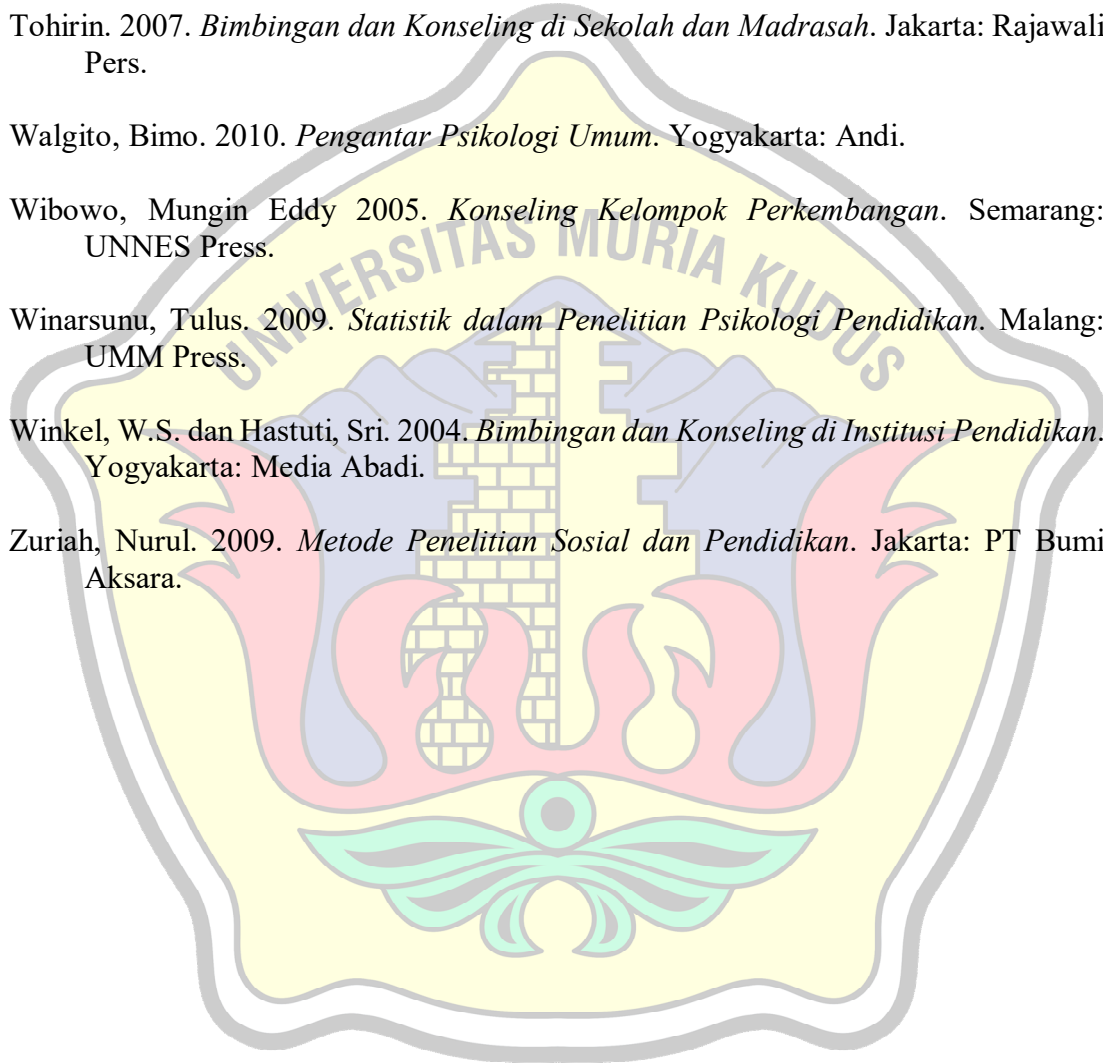 Tohirin. 2007. Bimbingan dan Konseling di Sekolah dan Madrasah. Jakarta: Rajawali
Pers.
Walgito, Bimo. 2010. Pengantar Psikologi Umum. Yogyakarta: Andi.
Wibowo, Mungin Eddy 2005. Konseling Kelompok Perkembangan. Semarang:
UNNES Press.
UNIVERSITAS MURIA KUDUS
Winarsunu, Tulus. 2009. Statistik dalam Penelitian Psikologi Pendidikan. Malang:
UMM Press.
Winkel, W.S. dan Hastuti, Sri. 2004. Bimbingan dan Konseling di Institusi Pendidikan.
Yogyakarta: Media Abadi.
Zuriah, Nurul. 2009. Metode Penelitian Sosial dan Pendidikan. Jakarta: PT Bumi
Aksara.